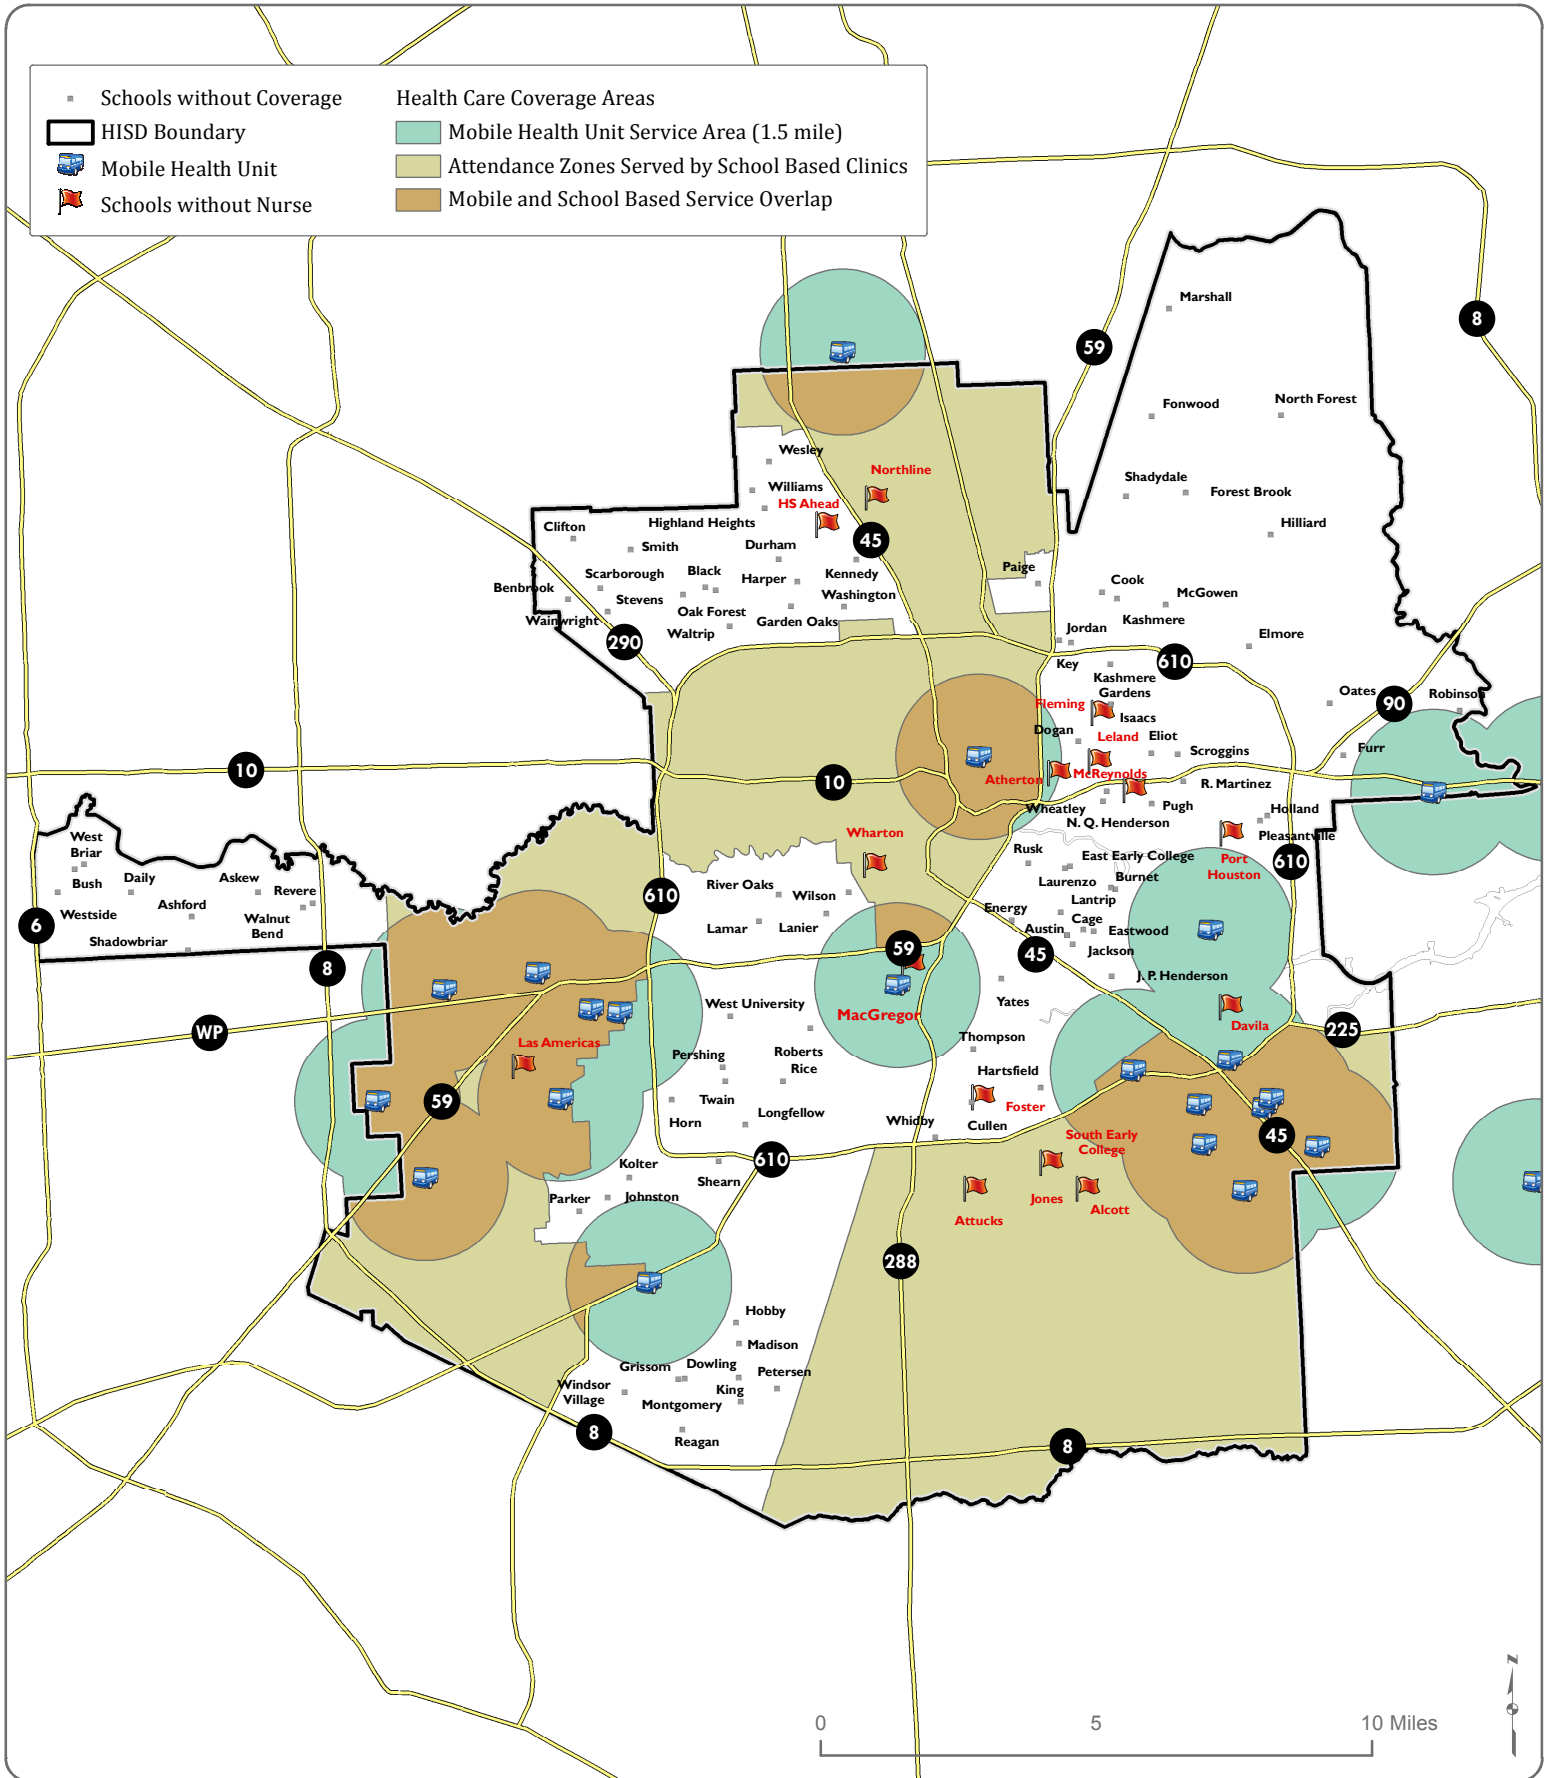 Schools without Coverage
HISD Boundary
Mobile Health Unit
Schools without Nurse
Health Care Coverage Areas
Mobile Health Unit Service Area (1.5 mile)
Attendance Zones Served by School Based Clinics
Mobile and School Based Service Overlap
8
59
Marshall
Fonwood
North Forest
Wesley
Northline
Williams
HS Ahead
Shadydale
Forest Brook
Highland Heights
Clifton
Hilliard
45
Smith
Durham
Paige
Scarborough
Black
Harper
Kennedy
Cook
Benbrook
Stevens
Washington
McGowen
Oak Forest
Wainwright
Garden Oaks
Kashmere
Waltrip
Jordan
Elmore
290
610
Key
Kashmere
Gardens
Oates
Robinson
90
Fleming
Isaacs
Dogan
Leland
Eliot
Scroggins
Furr
10
10
Atherton
McReynolds
R. Martinez
Wheatley
Pugh
Holland
N. Q. Henderson
Pleasantville
Wharton
West
Briar
Rusk
East Early College
Port
Houston
610
Bush
Daily
Askew
Revere
610
River Oaks
Wilson
Laurenzo
Burnet
Lantrip
Ashford
Westside
Walnut
Bend
Energy
Cage
6
Lamar
Lanier
Austin
Eastwood
Shadowbriar
59
45
Jackson
8
J. P. Henderson
West University
Yates
MacGregor
WP
Davila
225
Las Americas
Thompson
Pershing
Roberts
Rice
Hartsfield
59
Twain
Foster
Horn
Longfellow
Whidby
Cullen
45
South Early
College
610
Kolter
Shearn
Parker
Johnston
Jones
Alcott
Attucks
288
Hobby
Madison
Grissom
Dowling
Petersen
Windsor
Village
King
Montgomery
8
Reagan
8
N
0
5
10 Miles